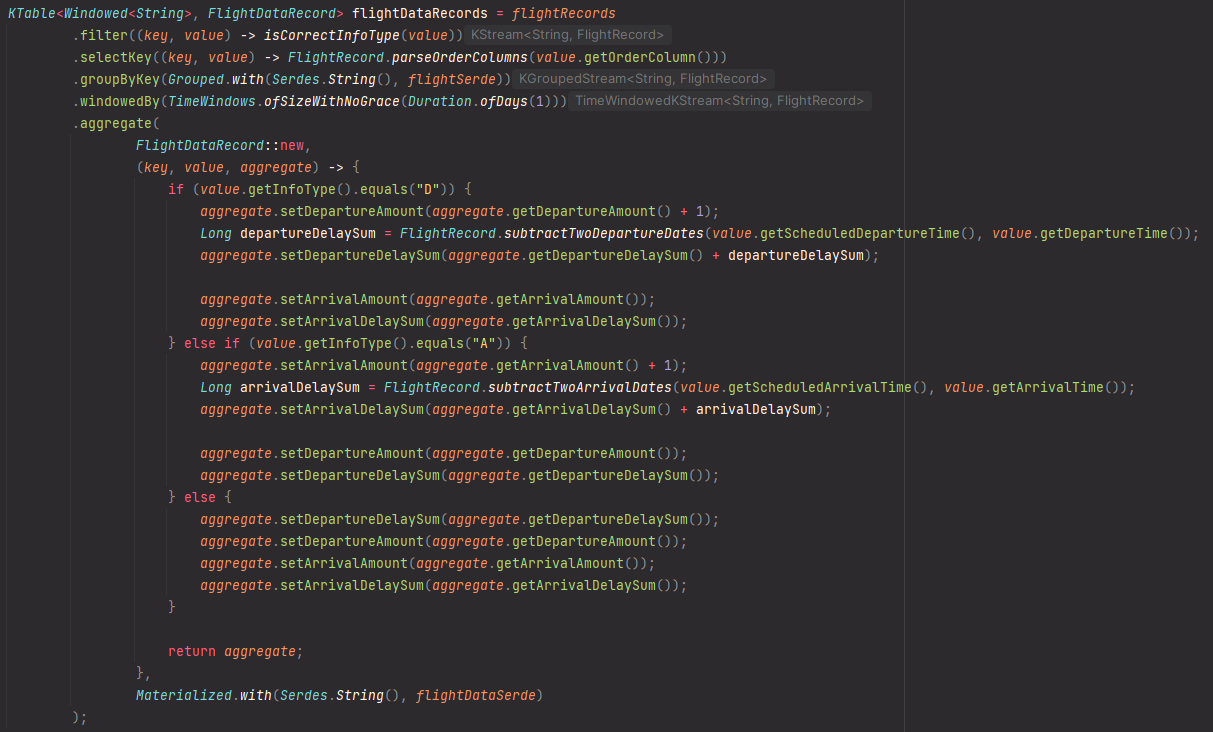 KTable<Windowed<String>, FlightDataRecord> flightDataRecords = flightRecords
.filter((key, value) -> isCorrectInfoType(value)) KStream<String, FlightRecord>
.selectKey((key, value) -> FlightRecord.parseOrderColumns(value.getOrderColumn()))
.groupByKey(Grouped.with(Serdes.String(), flightSerde)) KGroupedStream<String, FlightRecord>
.windowedBy(TimeWindows.ofSizeWithNoGrace(Duration.ofDays(1))) TimeWindowedKStream<String, FlightRecord>
.aggregate(
FlightDataRecord::new,
(key, value, aggregate) -> {
if (value.getInfoType().equals("D")) {
aggregate.setDepartureAmount(aggregate.getDepartureAmount() + 1);
Long departureDelaySum = FlightRecord.subtractTwoDepartureDates(value.getScheduledDepartureTime(), value.getDepartureTime());
aggregate.setDepartureDelaySum(aggregate.getDepartureDelaySum() + departureDelaySum);
aggregate.setArrivalAmount(aggregate.getArrivalAmount());
aggregate.setArrivalDelaySum(aggregate.getArrivalDelaySum());
} else if (value.getInfoType().equals("A")) {
aggregate.setArrivalAmount(aggregate.getArrivalAmount() + 1);
Long arrivalDelaySum = FlightRecord.subtractTwoArrivalDates(value.getScheduledArrivalTime(), value.getArrivalTime());
aggregate.setArrivalDelaySum(aggregate.getArrivalDelaySum() + arrivalDelaySum);
aggregate.setDepartureAmount(aggregate.getDepartureAmount());
aggregate.setDepartureDelaySum(aggregate.getDepartureDelaySum());
} else {
aggregate.setDepartureDelaySum(aggregate.getDepartureDelaySum());
aggregate.setDepartureAmount(aggregate.getDepartureAmount());
aggregate.setArrivalAmount(aggregate.getArrivalAmount());
aggregate.setArrivalDelaySum(aggregate.getArrivalDelaySum());
}
return aggregate;
},
Materialized.with(Serdes.String(), flightDataSerde)
);